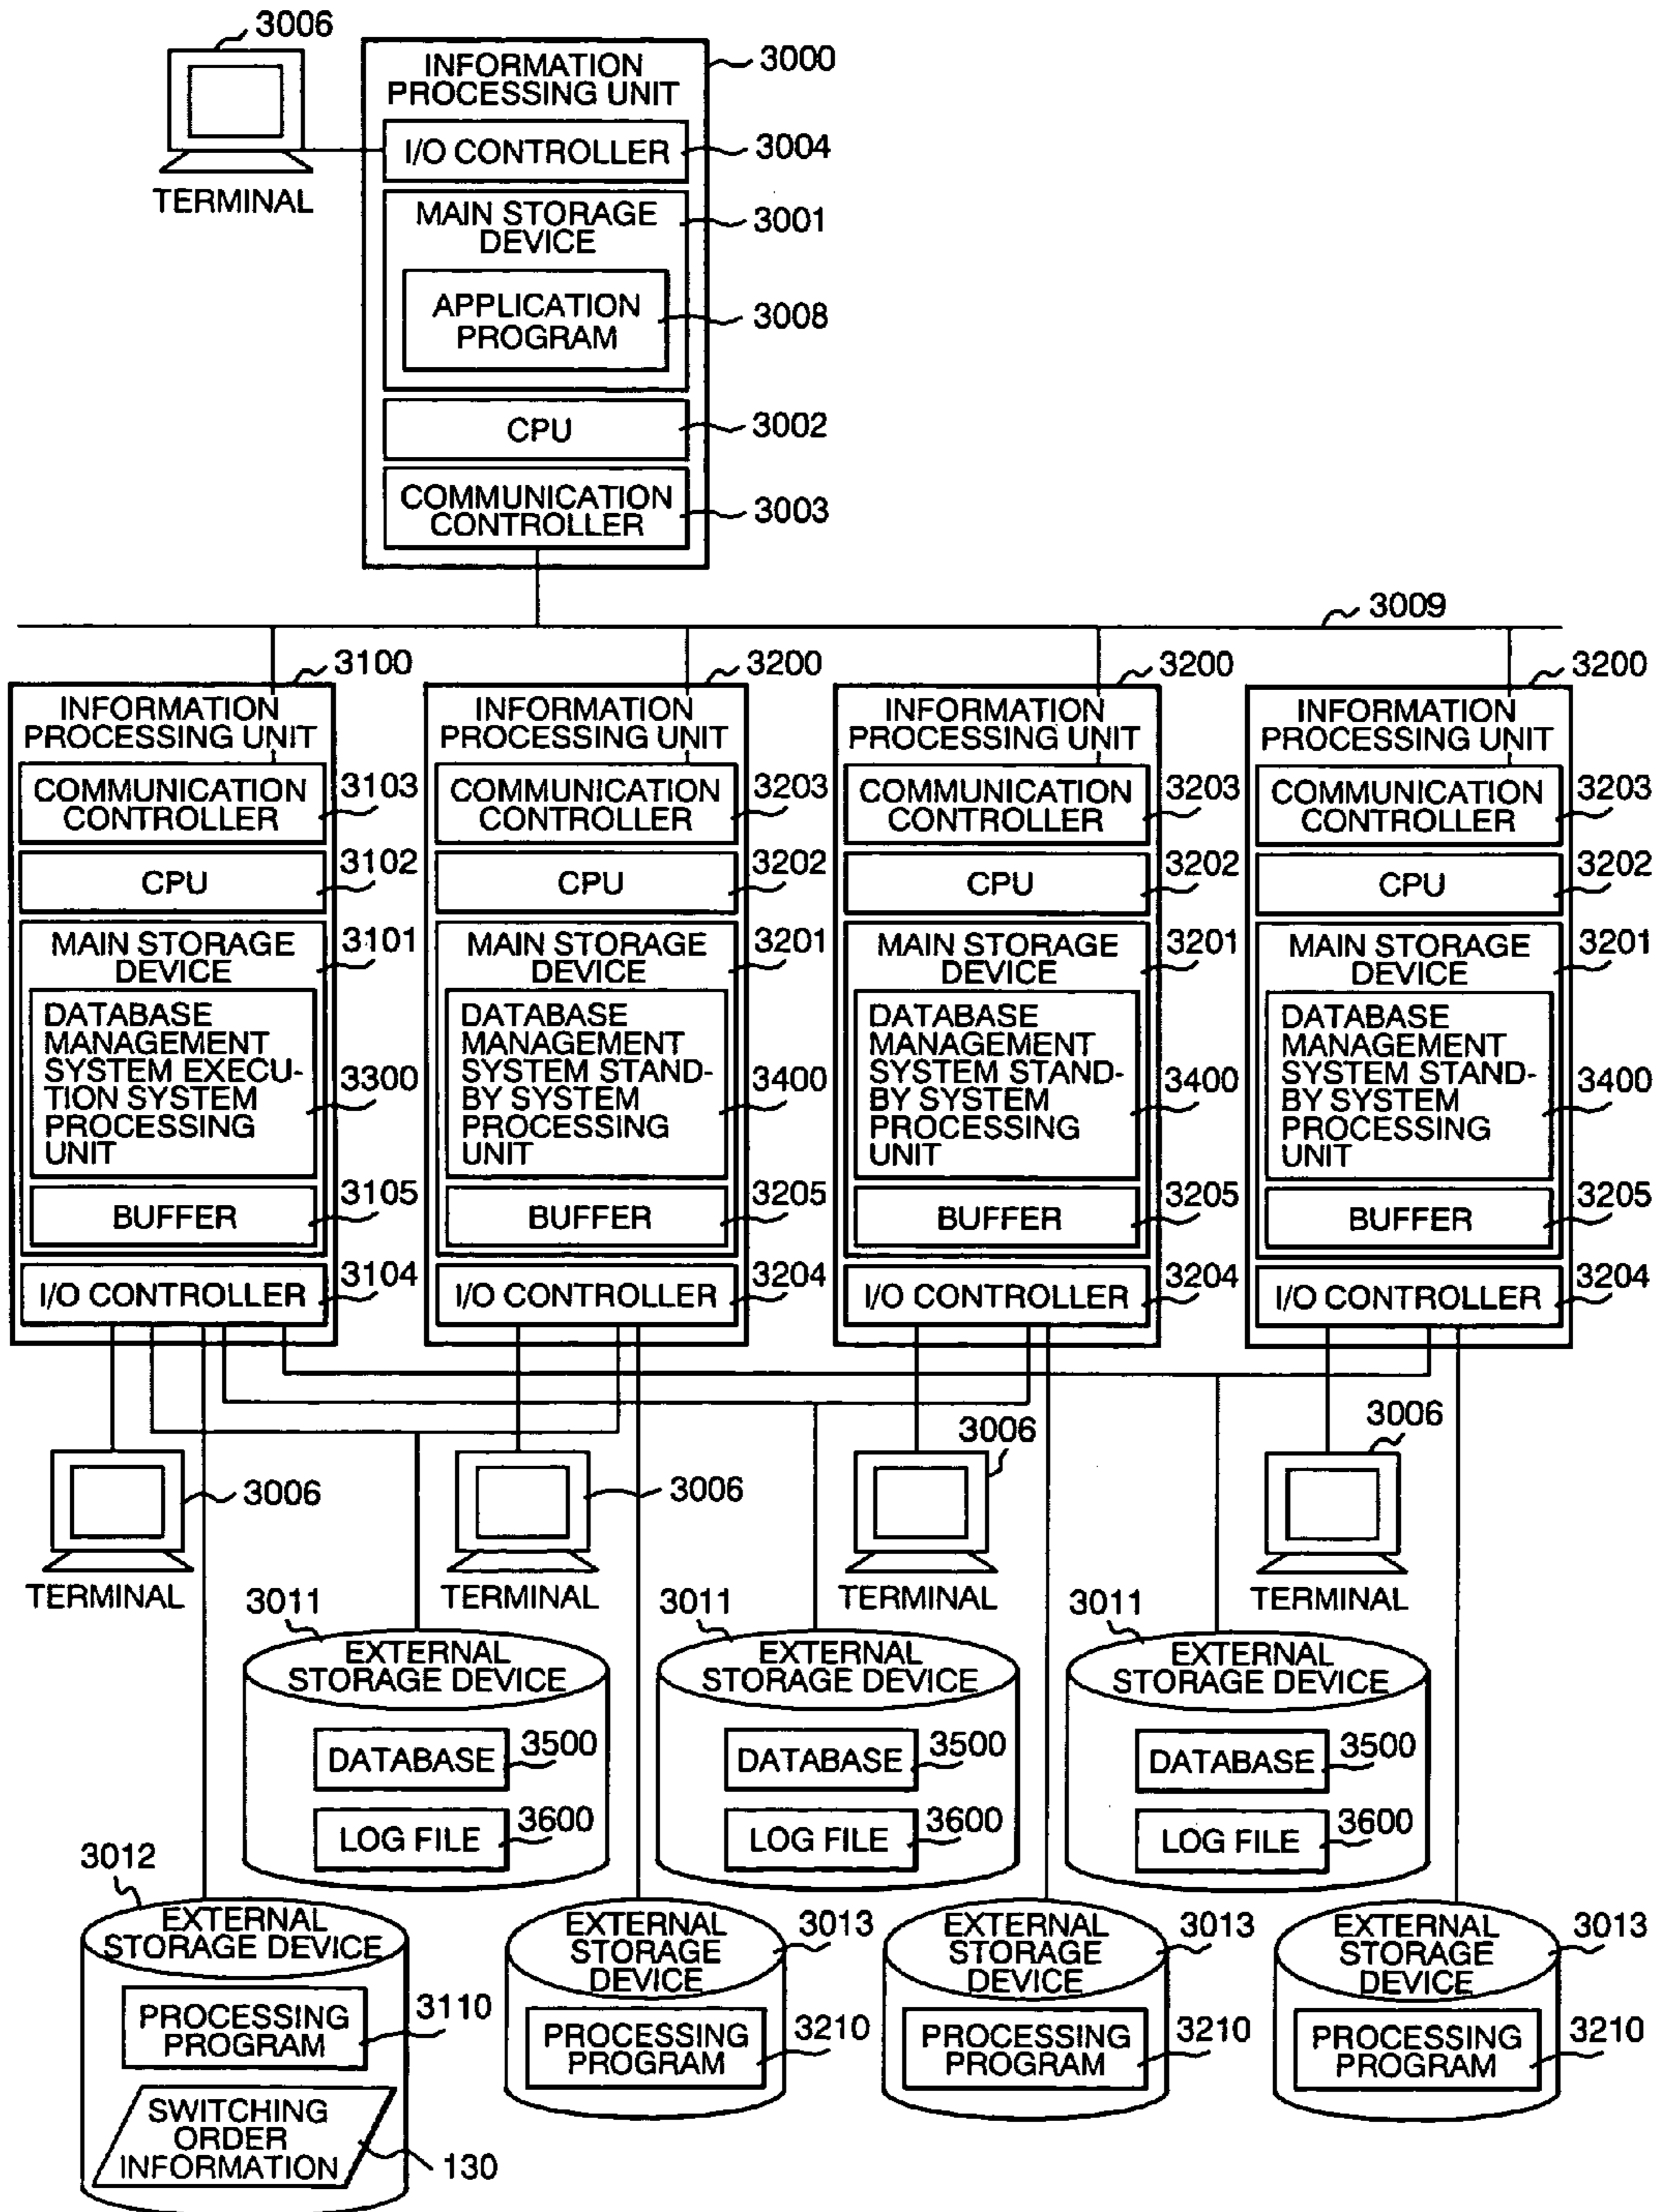 3006
3000
INFORMATION
PROCESSING UNIT
I/O CONTROLLER
3004
TERMINAL
MAIN STORAGE
DEVICE
3001
APPLICATION
PROGRAM
3008
CPU
3002
COMMUNICATION
CONTROLLER
3003
3009
3100
INFORMATION
PROCESSING UNIT
COMMUNICATION
CONTROLLER
3103
CPU
3102
MAIN STORAGE
DEVICE
3101
DATABASE
MANAGEMENT
SYSTEM EXECU-
TION SYSTEM
PROCESSING
UNIT
3300
BUFFER
3105
I/O CONTROLLER
3104
3200
INFORMATION
PROCESSING UNIT
COMMUNICATION
CONTROLLER
3203
CPU
3202
MAIN STORAGE
DEVICE
3201
DATABASE
MANAGEMENT
SYSTEM STAND-
BY SYSTEM
PROCESSING
UNIT
3400
BUFFER
3205
I/O CONTROLLER
3204
3200
INFORMATION
PROCESSING UNIT
COMMUNICATION
CONTROLLER
3203
CPU
3202
MAIN STORAGE
DEVICE
3201
DATABASE
MANAGEMENT
SYSTEM STAND-
BY SYSTEM
PROCESSING
UNIT
3400
BUFFER
3205
I/O CONTROLLER
3204
3200
INFORMATION
PROCESSING UNIT
COMMUNICATION
CONTROLLER
3203
CPU
3202
MAIN STORAGE
DEVICE
3201
DATABASE
MANAGEMENT
SYSTEM STAND-
BY SYSTEM
PROCESSING
UNIT
3400
BUFFER
3205
I/O CONTROLLER
3204
3006
TERMINAL
3006
TERMINAL
3006
TERMINAL
3006
TERMINAL
3011
EXTERNAL
STORAGE DEVICE
DATABASE
3500
LOG FILE
3600
3011
EXTERNAL
STORAGE DEVICE
DATABASE
3500
LOG FILE
3600
3011
EXTERNAL
STORAGE DEVICE
DATABASE
3500
LOG FILE
3600
3012
EXTERNAL
STORAGE DEVICE
PROCESSING
PROGRAM
3110
SWITCHING
ORDER
INFORMATION
130
EXTERNAL
STORAGE
DEVICE
3013
PROCESSING
PROGRAM
3210
EXTERNAL
STORAGE
DEVICE
3013
PROCESSING
PROGRAM
3210
EXTERNAL
STORAGE
DEVICE
3013
PROCESSING
PROGRAM
3210